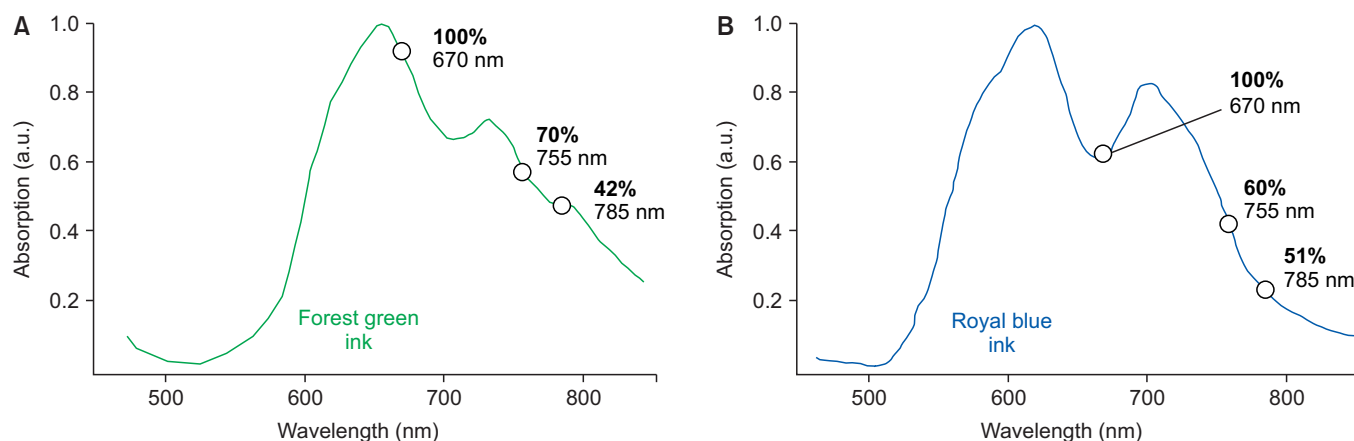 A
1.0
0.8
0.6
0.4
0.2
Absorption (a.u.)
100%
670 nm
70%
755 nm
42%
785 nm
Forest green
ink
500
600
700
800
Wavelength (nm)
B
1.0
0.8
0.6
0.4
0.2
Absorption (a.u.)
100%
670 nm
60%
755 nm
51%
785 nm
Royal blue
ink
500
600
700
800
Wavelength (nm)